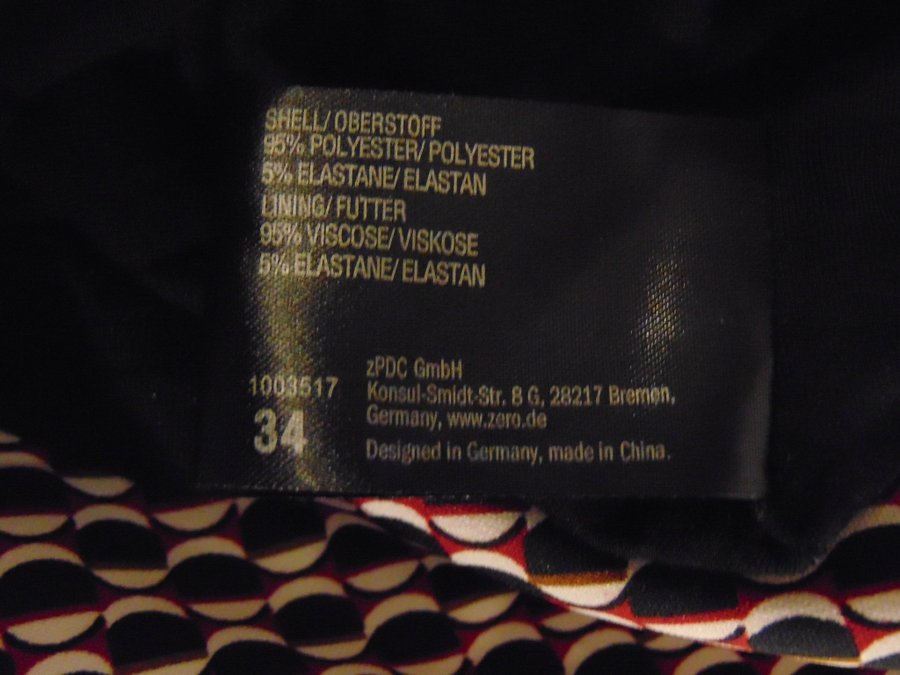 SHELL/ OBERSTOFF
95% POLYESTER/ POLYESTER
5% ELASTANE/ ELASTAN
LINING/ FUTTER
95% VISCOSE/ VISKOSE
5% ELASTANE/ ELASTAN
zPDC GmbH
1003517
Konsul-Smidt-Str. 8 G, 28217 Bremen,
34
Germany, www.zero.de
Designed in Germany, made in China.